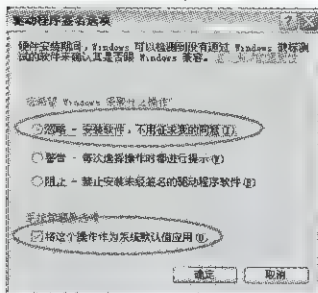 驱动程序签名选项
硬件安装期间，Windows 可以检测到没有通过 Windows 徽标测
试的软件来确认其是否跟 Windows 兼容。
您希望 Windows 采取什么操作?
忽略 - 安装软件，不用征求我的同意(I)
警告 - 每次选择操作时都进行提示(W)
阻止 - 禁止安装未经签名的驱动程序软件(B)
系统管理员选项
将这个操作作为系统默认值应用(U)
确定
取消